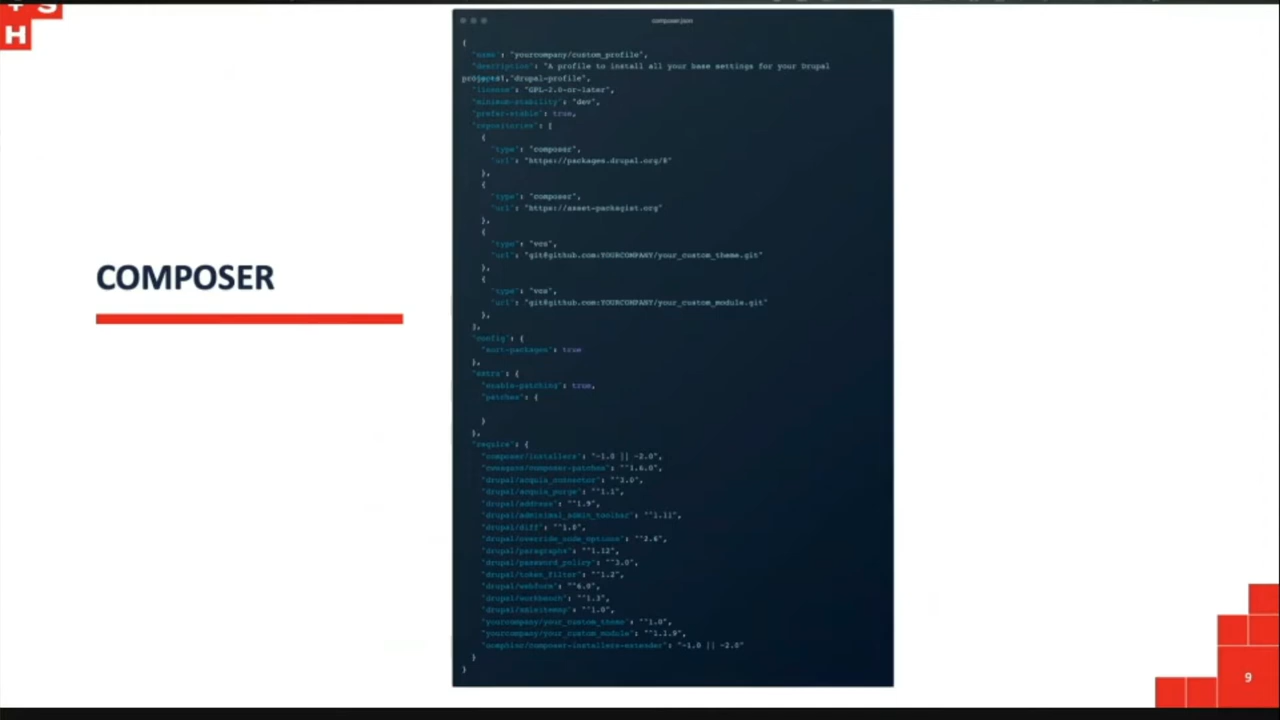 + S
H
COMPOSER
composer.json
{
"name": "yourcompany/custom_profile",
"description": "A profile to install all your base settings for your Drupal
"drupal-profile",
"license": "GPL-2.0-or-later",
"minimum-stability": "dev",
"prefer-stable": true,
"repositories": [
{
"type": "composer",
"url": "https://packages.drupal.org/8"
},
{
"type": "composer",
"url": "https://asset-packagist.org"
},
{
"type": "vcs",
"url": "git@github.com:YOURCOMPANY/your_custom_theme.git"
},
{
"type": "vcs",
"url": "git@github.com:YOURCOMPANY/your_custom_module.git"
},
],
"config": {
"sort-packages": true
},
"extra": {
"enable-patching": true,
"patches": {
}
},
"require": {
"composer/installers": "~1.0 || ~2.0",
"cweagans/composer-patches": "^1.6.0",
"drupal/acquia_connector": "^3.0",
"drupal/acquia_purge": "^1.1",
"drupal/address": "^1.9",
"drupal/adminimal_admin_toolbar": "^1.11",
"drupal/diff": "^1.0",
"drupal/override_node_options": "^2.6",
"drupal/paragraphs": "^1.12",
"drupal/password_policy": "^3.0",
"drupal/token_filter": "^1.2",
"drupal/webform": "^6.0",
"drupal/workbench": "^1.3",
"drupal/xmlsitemap": "^1.0",
"yourcompany/your_custom_theme": "^1.0",
"yourcompany/your_custom_module": "^1.1.9",
"oomphinc/composer-installers-extender": "~1.0 || ~2.0"
}
}
9